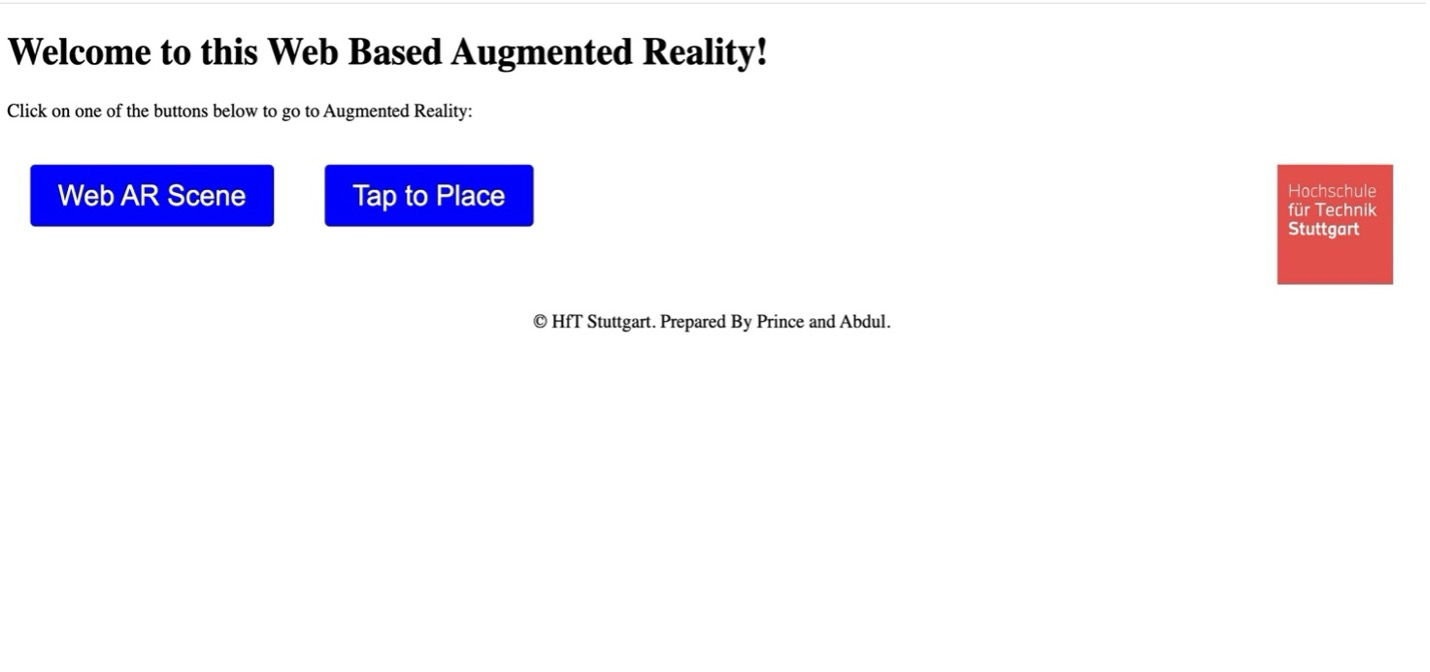 Welcome to this Web Based Augmented Reality!
Click on one of the buttons below to go to Augmented Reality:
Web AR Scene
Tap to Place
Hochschule
für Technik
Stuttgart
© HfT Stuttgart. Prepared By Prince and Abdul.